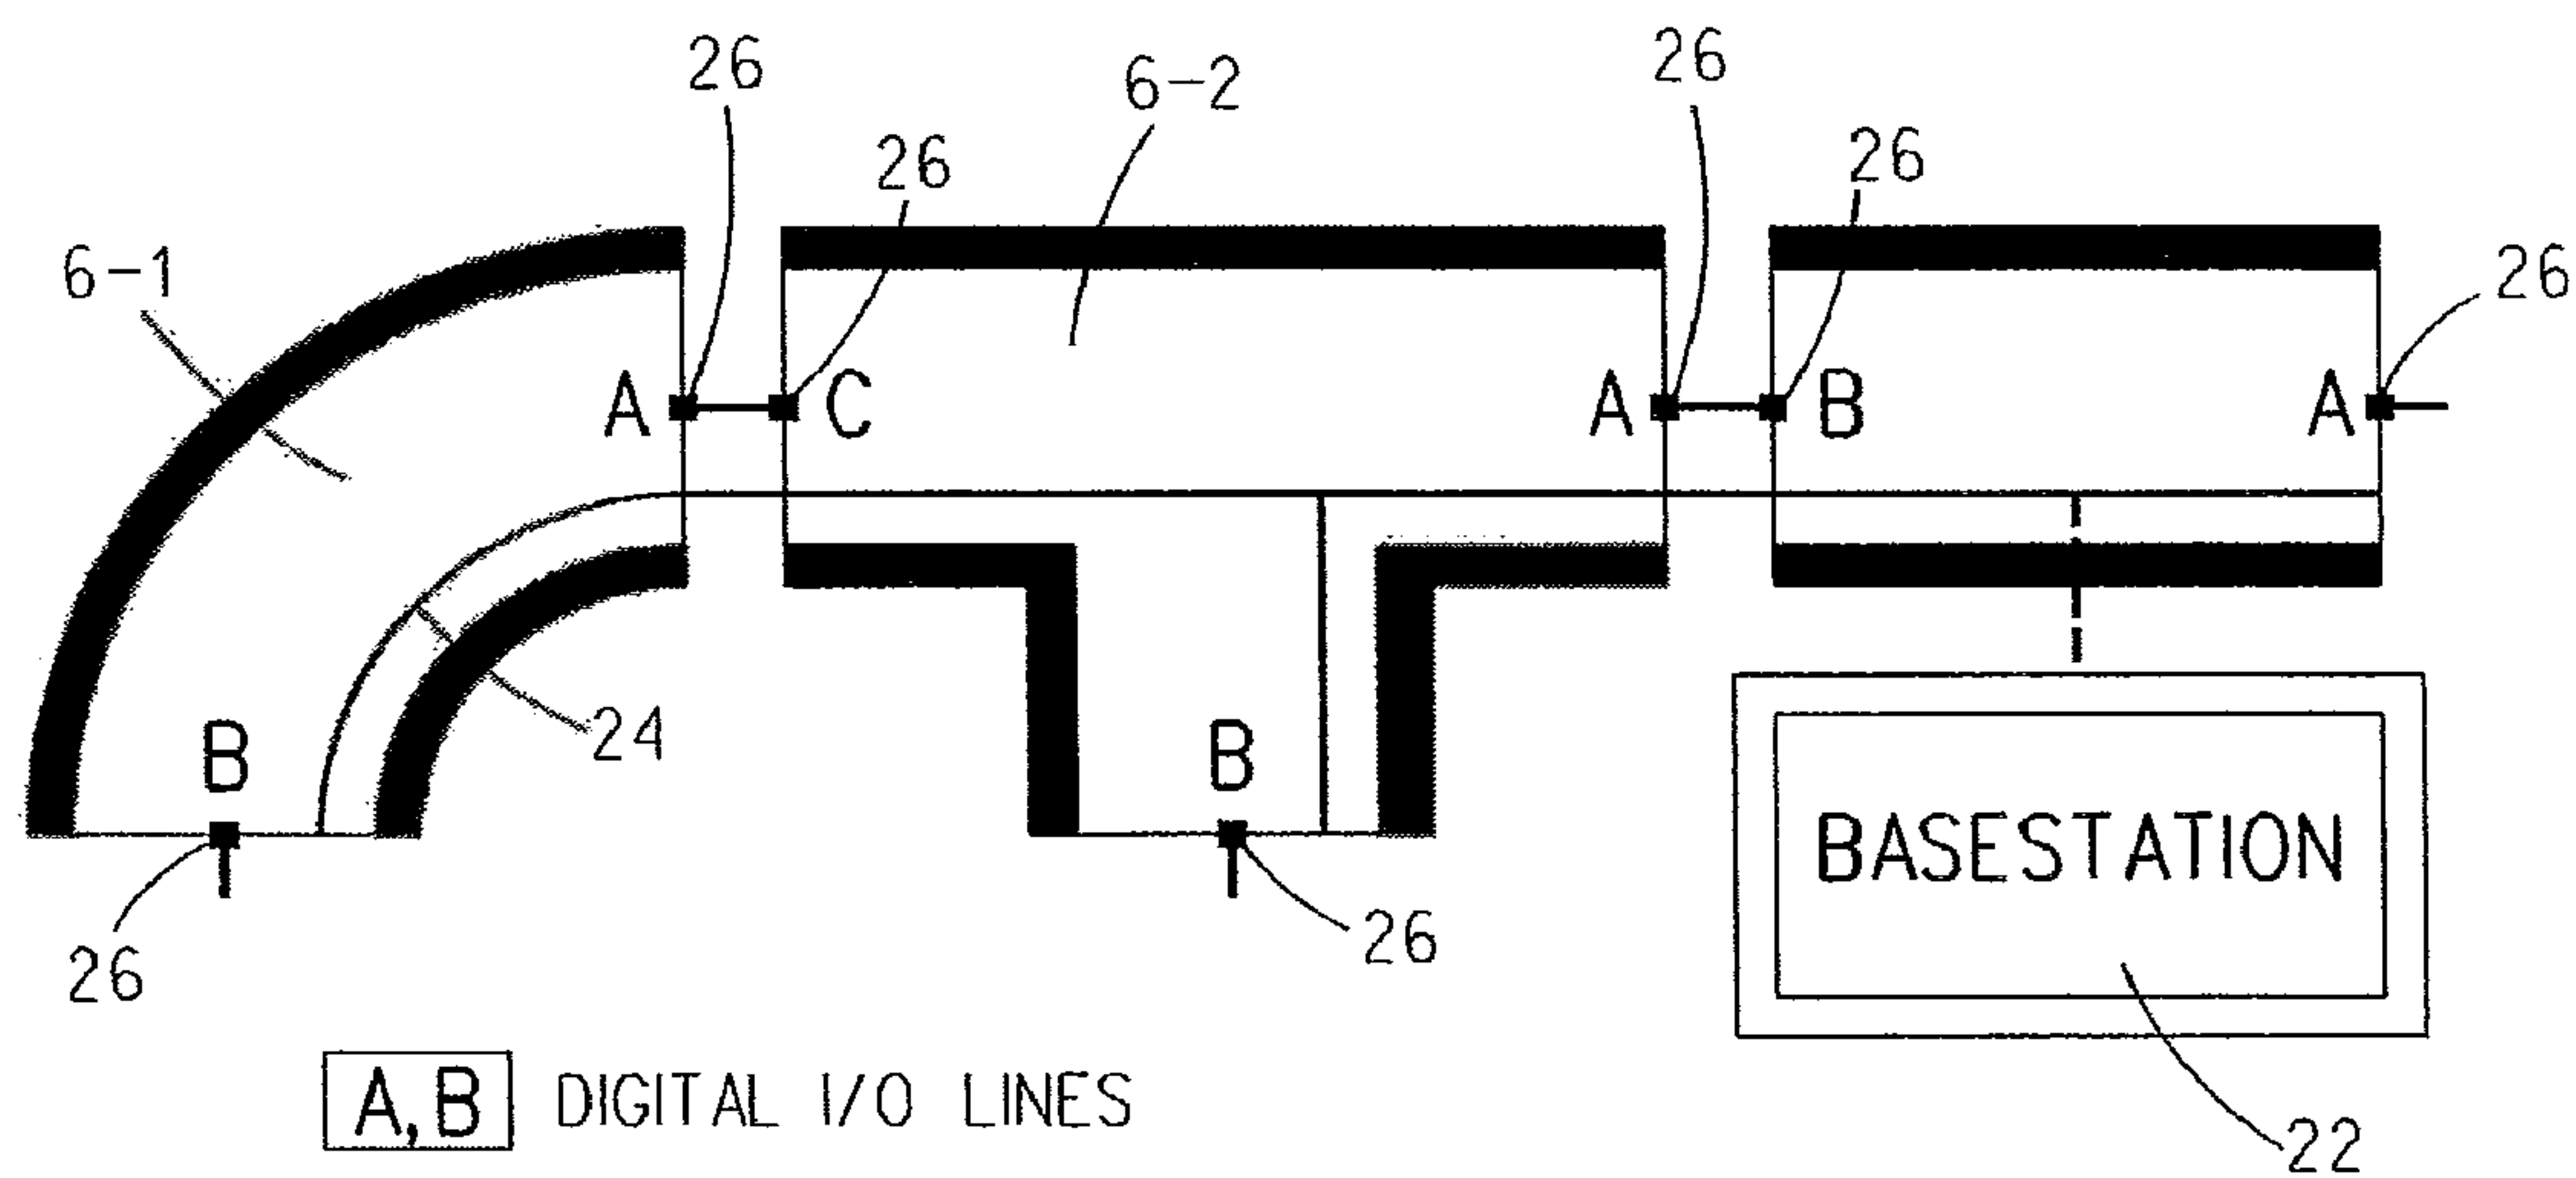 26
6-2
26
26
26
6-1
26
A
C
A
B
A
24
B
B
BASESTATION
26
26
A,B DIGITAL I/O LINES
22